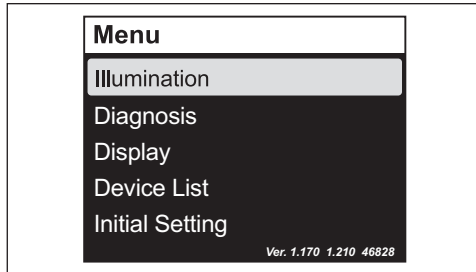 Menu
Illumination
Diagnosis
Display
Device List
Initial Setting
Ver. 1.170 1.210 46828